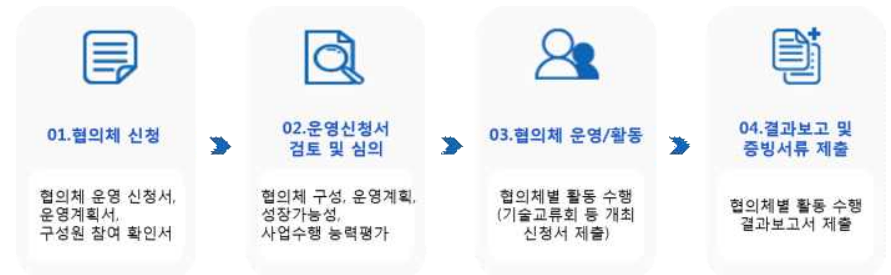 01.협의체 신청
협의체 운영 신청서,
운영계획서,
구성원 참여 확인서
02.운영신청서
검토 및 심의
협의체 구성, 운영계획,
성장가능성,
사업수행 능력평가
03.협의체 운영/활동
협의체별 활동 수행
(기술교류회 등 개최
신청서 제출)
04.결과보고 및
증빙서류 제출
협의체별 활동 수행
결과보고서 제출